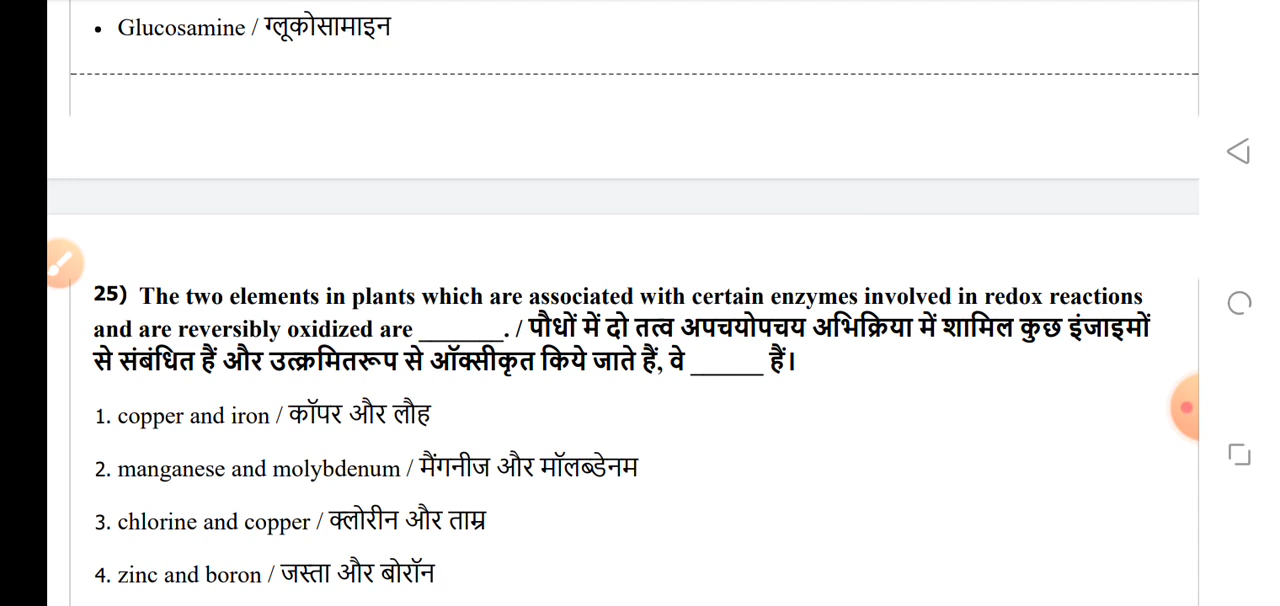 • Glucosamine / ग्लूकोसामाइन
25) The two elements in plants which are associated with certain enzymes involved in redox reactions
and are reversibly oxidized are_______. / पौधों में दो तत्व अपचयोपचय अभिक्रिया में शामिल कुछ इंजाइमों
से संबंधित हैं और उत्क्रमितरूप से ऑक्सीकृत किये जाते हैं, वे ______ हैं।
1. copper and iron / कॉपर और लौह
2. manganese and molybdenum / मैंगनीज और मॉलब्डेनम
3. chlorine and copper / क्लोरीन और ताम्र
4. zinc and boron / जस्ता और बोरॉन